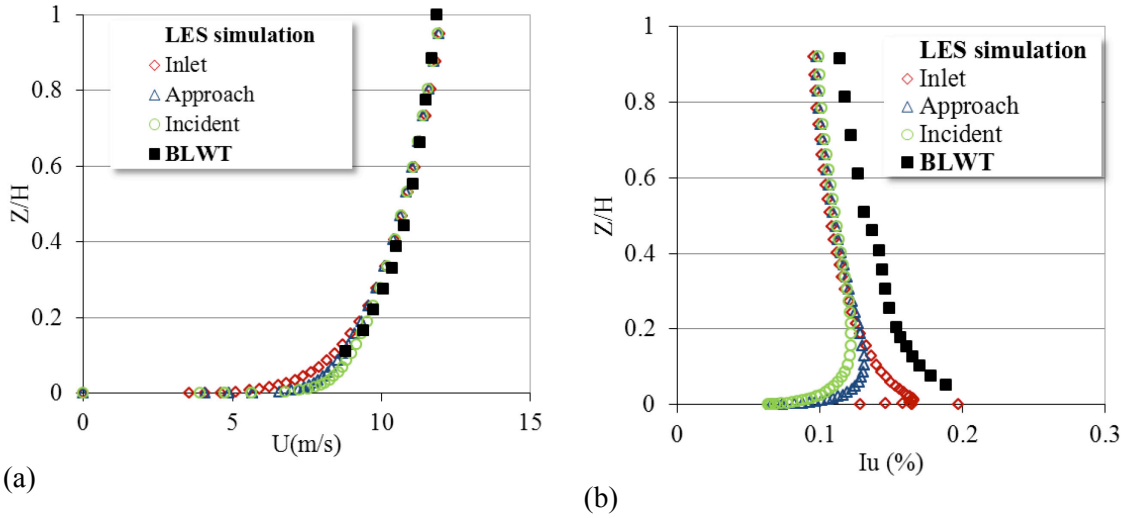 1
0.8
0.6
0.4
0.2
0
Z/H
0
5
10
15
U(m/s)
LES simulation
Inlet
Approach
Incident
BLWT
(a)
1
0.8
0.6
0.4
0.2
0
Z/H
0
0.1
0.2
0.3
Iu (%)
LES simulation
Inlet
Approach
Incident
BLWT
(b)